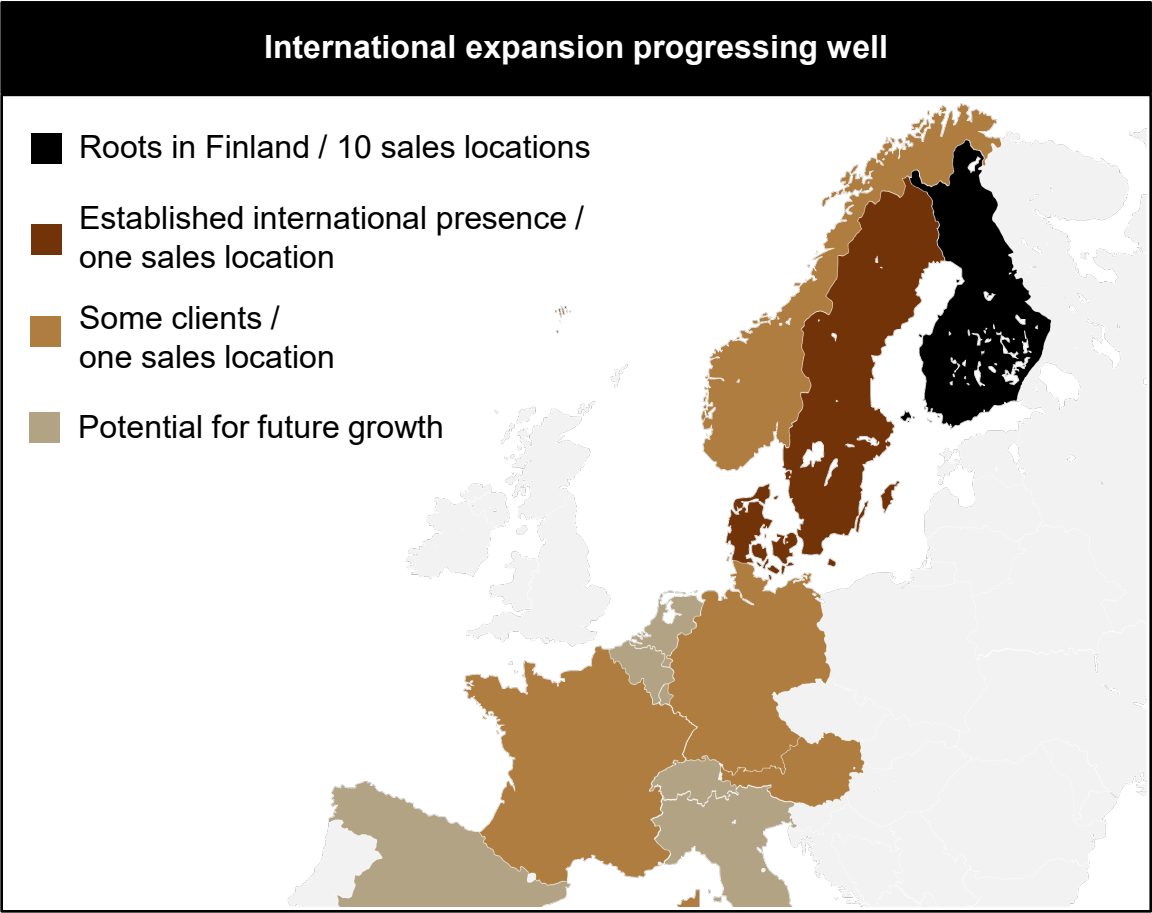 International expansion progressing well
Roots in Finland / 10 sales locations
Established international presence /
one sales location
Some clients /
one sales location
Potential for future growth